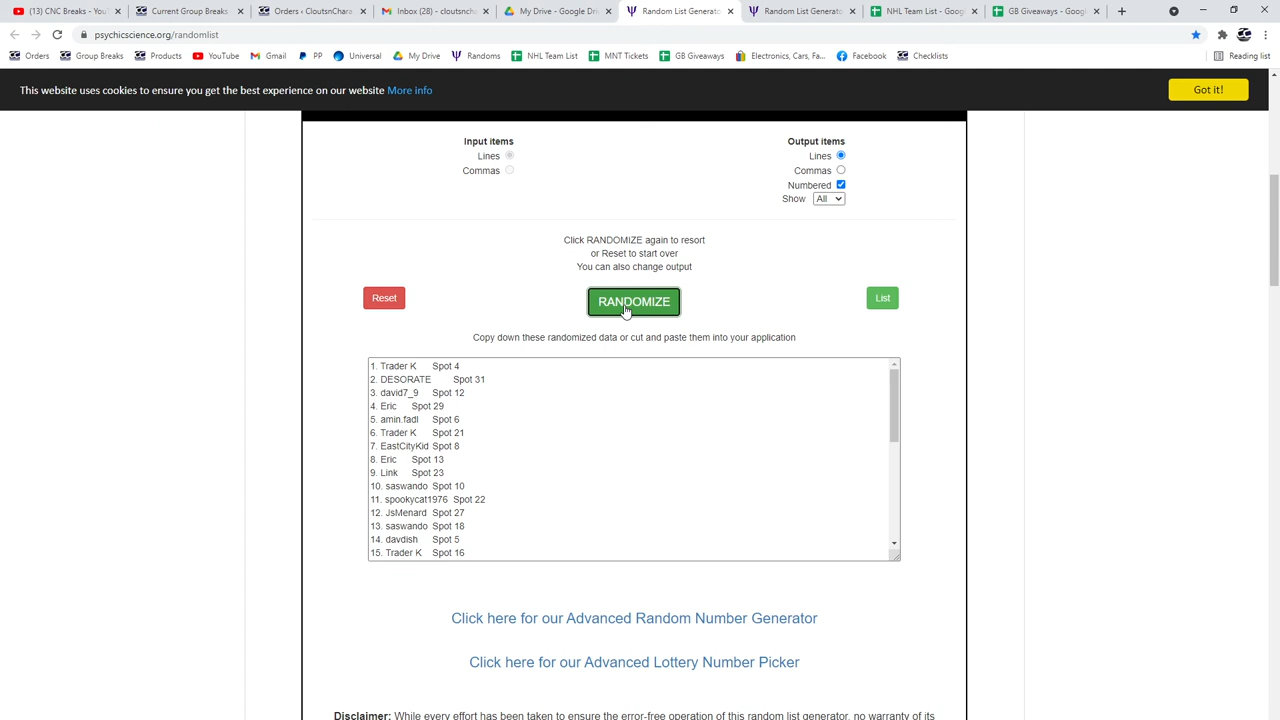 (13) CNC Breaks - You
Current Group Breaks
Orders ‹ CloutsnChara
Inbox (28) - cloutsnch
My Drive - Google Dri
Random List Generato
Random List Generato
NHL Team List - Goog
GB Giveaways - Googl
psychicscience.org/randomlist
Orders
Group Breaks
Products
YouTube
Gmail
PP
Universal
My Drive
Randoms
NHL Team List
MNT Tickets
GB Giveaways
Electronics, Cars, Fa...
Facebook
Checklists
Reading list
This website uses cookies to ensure you get the best experience on our website More info
Got it!
Input items
Lines
Commas
Output items
Lines
Commas
Numbered
Show All
Click RANDOMIZE again to resort
or Reset to start over
You can also change output
Reset
RANDOMIZE
List
Copy down these randomized data or cut and paste them into your application
1. Trader K Spot 4
2. DESORATE Spot 31
3. david7_9 Spot 12
4. Eric Spot 29
5. amin.fadl Spot 6
6. Trader K Spot 21
7. EastCityKid Spot 8
8. Eric Spot 13
9. Link Spot 23
10. saswando Spot 10
11. spookycat1976 Spot 22
12. JsMenard Spot 27
13. saswando Spot 18
14. davdish Spot 5
15. Trader K Spot 16
Click here for our Advanced Random Number Generator
Click here for our Advanced Lottery Number Picker
Disclaimer: While every effort has been taken to ensure the error-free operation of this random list generator, no warranty of its